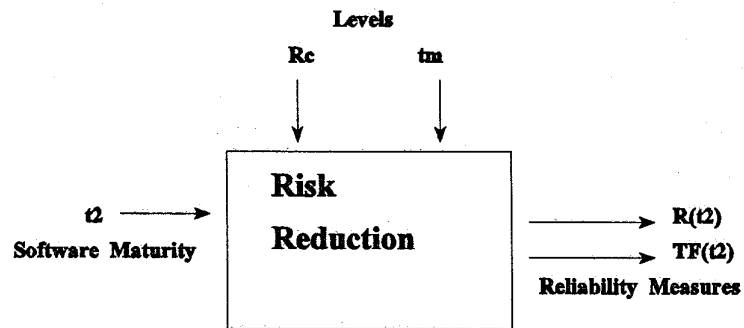 Levels
Rc tm
Risk
Reduction
t2
Software Maturity
R(t2)
TF(t2)
Reliability Measures